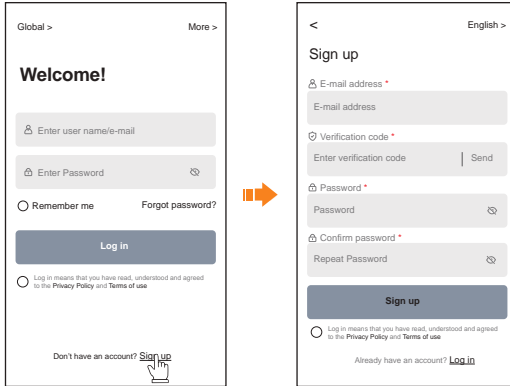 Global >
More >
Welcome!
Enter user name/e-mail
Enter Password
Remember me
Forgot password?
Log in
Log in means that you have read, understood and agreed
to the Privacy Policy and Terms of use
Don't have an account? Sign up
<
English >
Sign up
E-mail address *
E-mail address
Verification code *
Enter verification code | Send
Password *
Password
Confirm password *
Repeat Password
Sign up
Log in means that you have read, understood and agreed
to the Privacy Policy and Terms of use
Already have an account? Log in